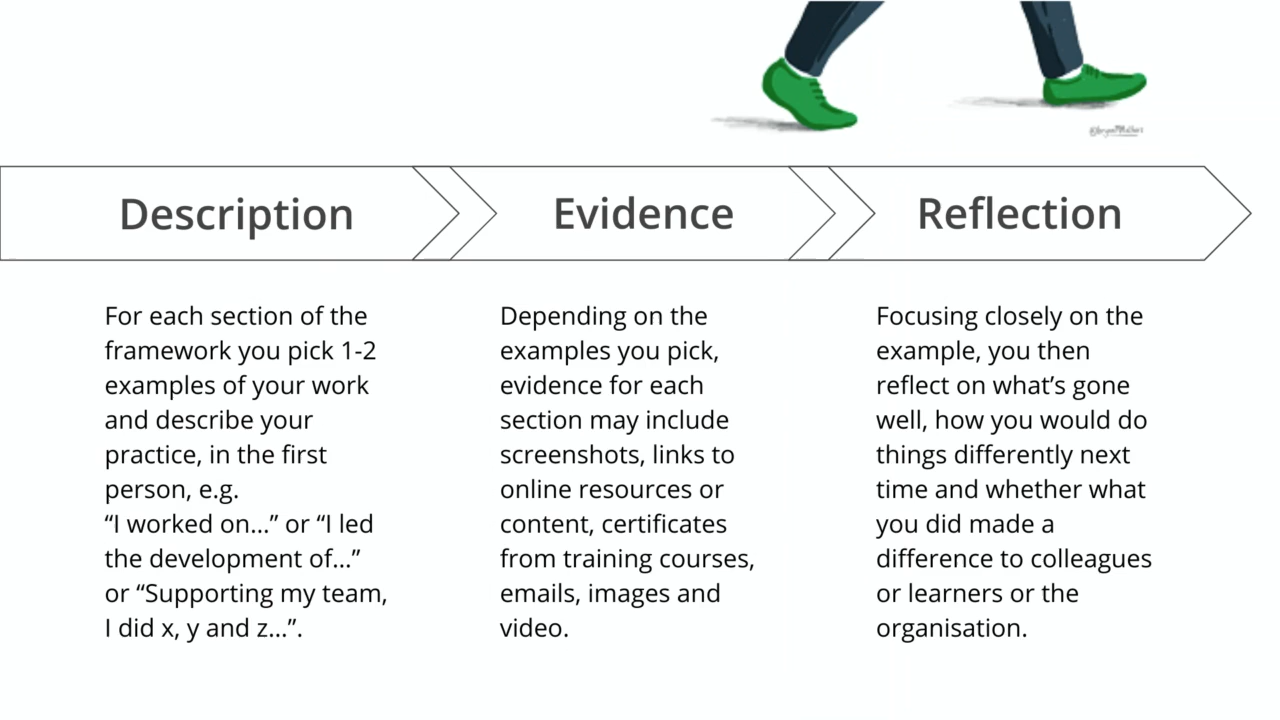 Description
Evidence
Reflection
For each section of the
framework you pick 1-2
examples of your work
and describe your
practice, in the first
person, e.g.
“I worked on...” or “I led
the development of...”
or “Supporting my team,
I did x, y and z...”.
Depending on the
examples you pick,
evidence for each
section may include
screenshots, links to
online resources or
content, certificates
from training courses,
emails, images and
video.
Focusing closely on the
example, you then
reflect on what’s gone
well, how you would do
things differently next
time and whether what
you did made a
difference to colleagues
or learners or the
organisation.